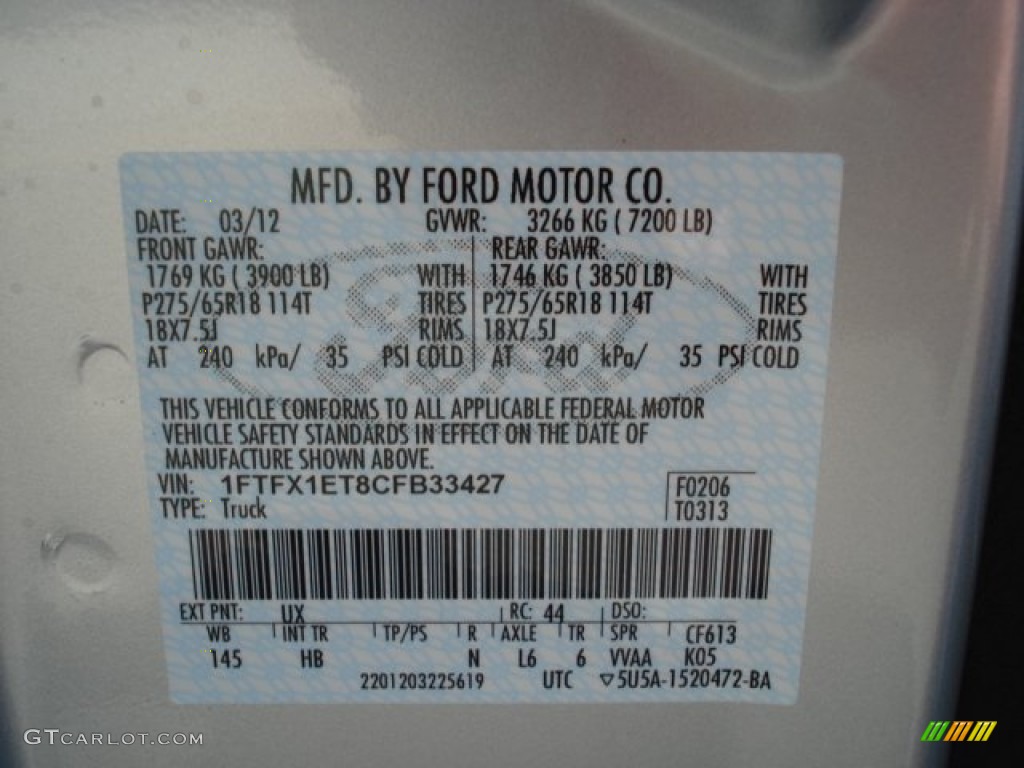 MFD. BY FORD MOTOR CO.
DATE: 03/12 GVWR: 3266 KG ( 7200 LB)
FRONT GAWR: REAR GAWR:
1769 KG ( 3900 LB) WITH 1746 KG ( 3850 LB) WITH
P275/65R18 114T TIRES P275/65R18 114T TIRES
18X7.5J RIMS 18X7.5J RIMS
AT 240 kPa/ 35 PSI COLD AT 240 kPa/ 35 PSI COLD
THIS VEHICLE CONFORMS TO ALL APPLICABLE FEDERAL MOTOR
VEHICLE SAFETY STANDARDS IN EFFECT ON THE DATE OF
MANUFACTURE SHOWN ABOVE.
VIN: 1FTFX1ET8CFB33427 F0206
TYPE: Truck T0313
EXT PNT: UX RC: 44 DSO:
WB INT TR TP/PS R AXLE TR SPR CF613
145 HB N L6 6 VVAA K05
2201203225619 UTC ▽5U5A-1520472-BA
Ford
GTCARLOT.COM